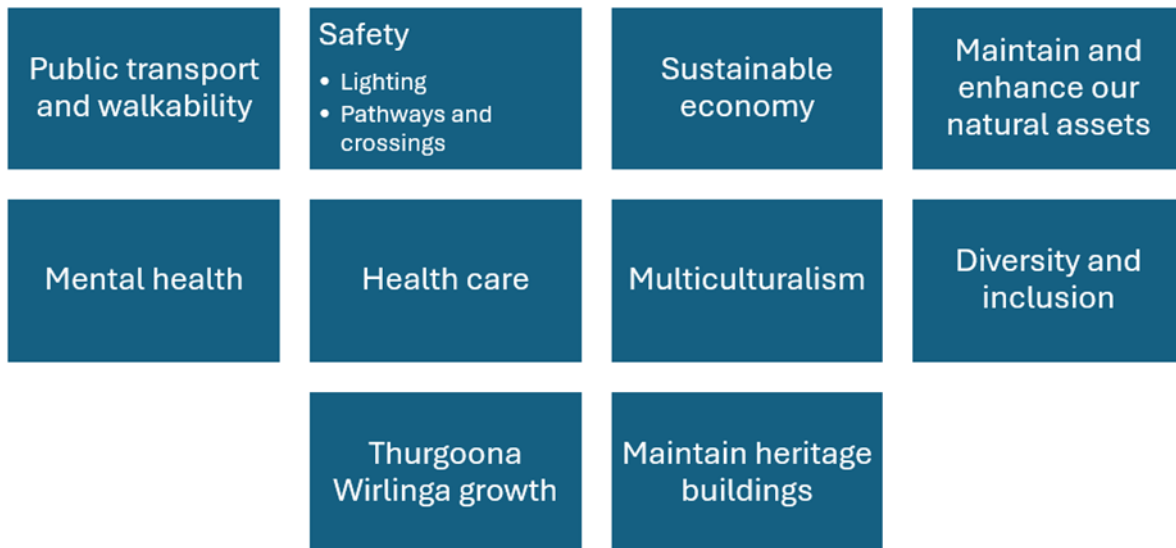 Public transport
and walkability
Safety
• Lighting
• Pathways and
crossings
Sustainable
economy
Maintain and
enhance our
natural assets
Mental health
Health care
Multiculturalism
Diversity and
inclusion
Thurgoona
Wirlinga growth
Maintain heritage
buildings